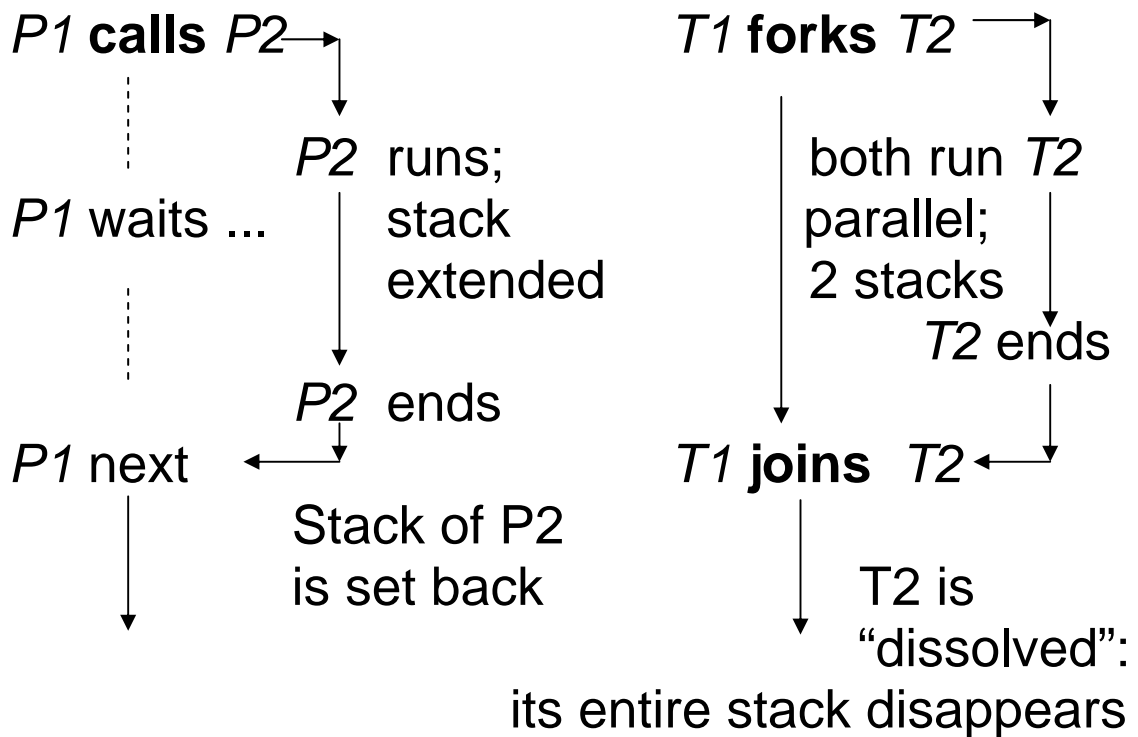 P1 calls P2
P2 runs;
P1 waits ... stack
extended
P2 ends
P1 next
Stack of P2
is set back
T1 forks T2
both run T2
parallel;
2 stacks
T2 ends
T1 joins T2
T2 is
“dissolved”:
its entire stack disappears